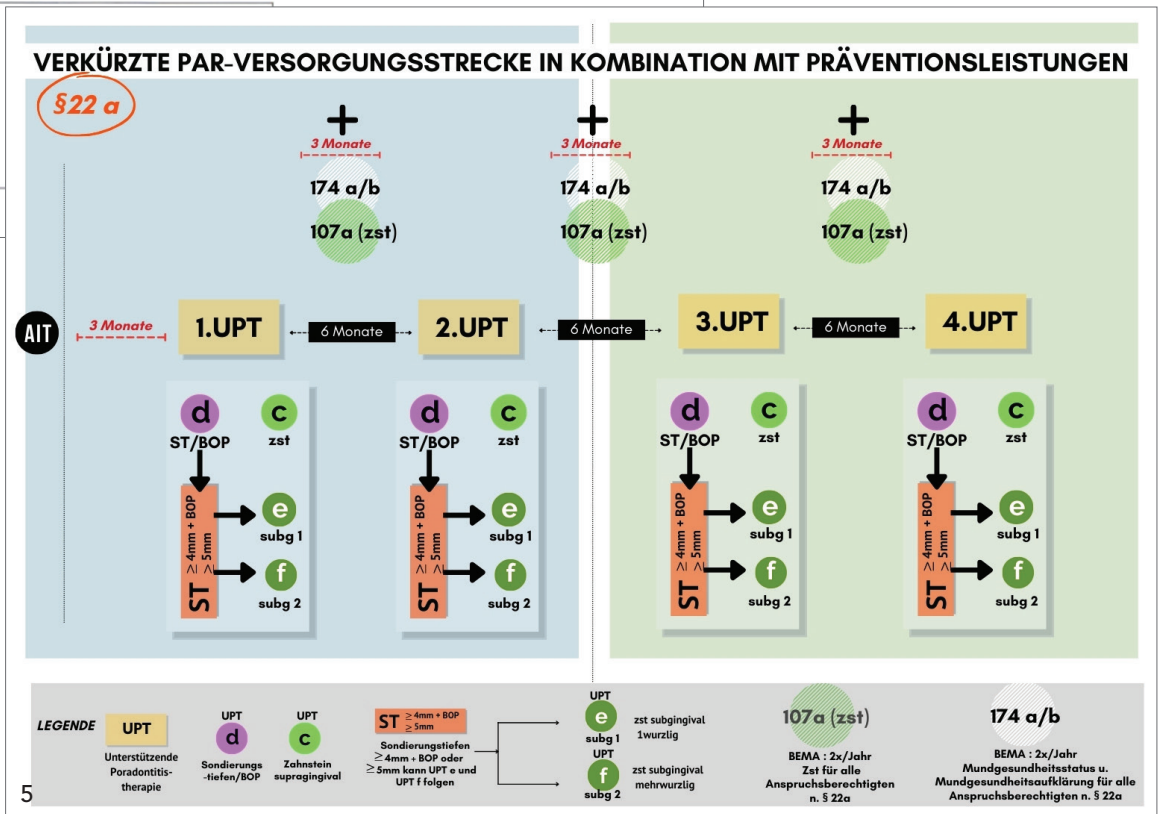 VERKÜRZTE PAR-VERSORGUNGSSTRECKE IN KOMBINATION MIT PRÄVENTIONSLEISTUNGEN
§22 a
+
+
+
3 Monate
3 Monate
3 Monate
174 a/b
174 a/b
174 a/b
107a (zst)
107a (zst)
107a (zst)
AIT
3 Monate
1.UPT
6 Monate
2.UPT
6 Monate
3.UPT
6 Monate
4.UPT
d
ST/BOP
c
zst
ST ≥ 4mm + BOP
≥ 5mm
e
subg 1
f
subg 2
d
ST/BOP
c
zst
ST ≥ 4mm + BOP
≥ 5mm
e
subg 1
f
subg 2
d
ST/BOP
c
zst
ST ≥ 4mm + BOP
≥ 5mm
e
subg 1
f
subg 2
d
ST/BOP
c
zst
ST ≥ 4mm + BOP
≥ 5mm
e
subg 1
f
subg 2
LEGENDE
UPT
Unterstützende
Poradontitis-
therapie
UPT
d
Sondierungs
-tiefen/BOP
UPT
c
Zahnstein
supragingival
ST ≥ 4mm + BOP
≥ 5mm
Sondierungstiefen
≥4mm + BOP oder
≥5mm kann UPT e und
UPT f folgen
UPT
e
subg 1
zst subgingival
1wurzlig
UPT
f
subg 2
zst subgingival
mehrwurzlig
107a (zst)
BEMA : 2x/Jahr
Zst für alle
Anspruchsberechtigten
n. § 22a
174 a/b
BEMA : 2x/Jahr
Mundgesundheitsstatus u.
Mundgesundheitsaufklärung für alle
Anspruchsberechtigten n. § 22a
5